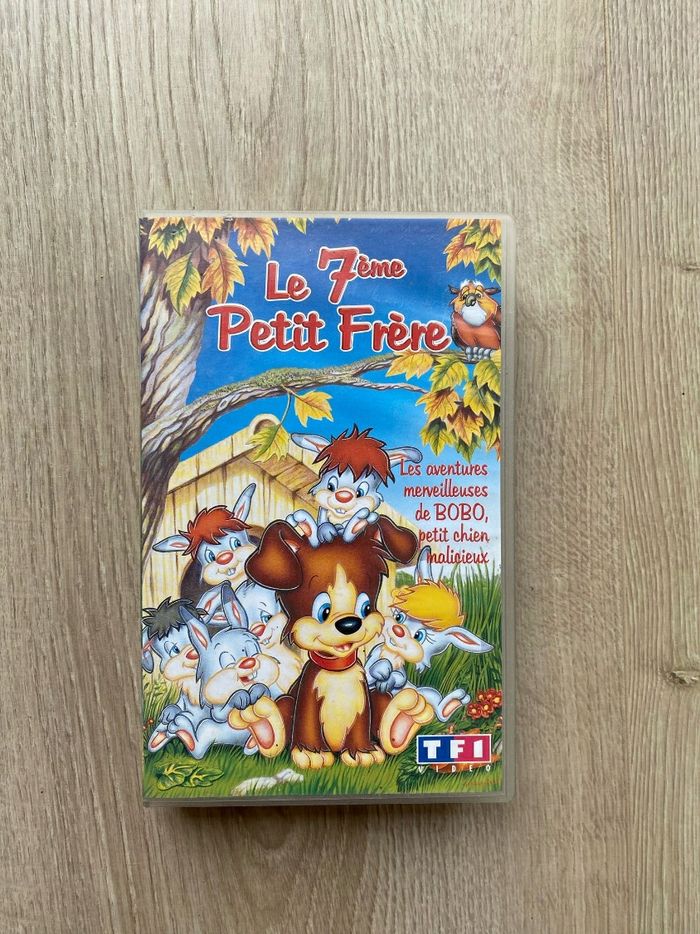 Le 7ème
Petit Frère
Les aventures
merveilleuses
de BOBO,
petit chien
malicieux
TF1
VIDEO